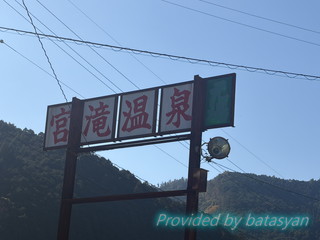 宮滝温泉
Provided by batasyan